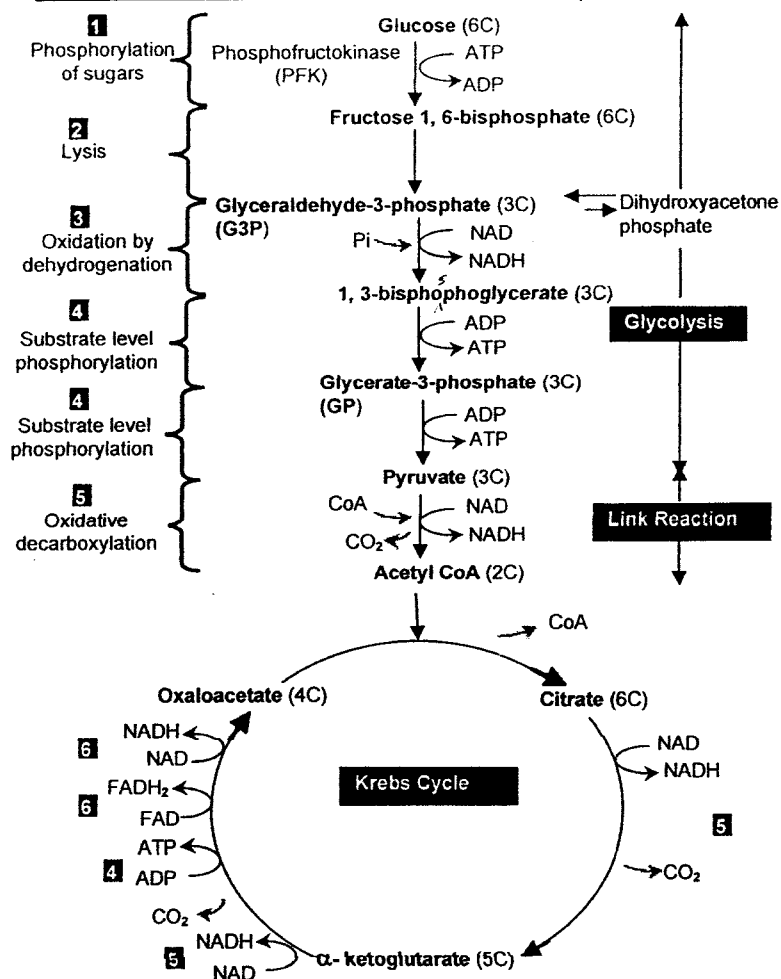 Glucose (6C)
1
Phosphorylation
of sugars
Phosphofructokinase
(PFK)
ATP
ADP
Fructose 1, 6-bisphosphate (6C)
2
Lysis
Glyceraldehyde-3-phosphate (3C)
(G3P)
Dihydroxyacetone
phosphate
3
Oxidation by
dehydrogenation
Pi
NAD
NADH
1, 3-bisphophoglycerate (3C)
s
4
Substrate level
phosphorylation
ADP
ATP
Glycolysis
Glycerate-3-phosphate (3C)
(GP)
4
Substrate level
phosphorylation
ADP
ATP
Pyruvate (3C)
5
Oxidative
decarboxylation
CoA
NAD
CO₂
NADH
Link Reaction
Acetyl CoA (2C)
CoA
Oxaloacetate (4C)
Citrate (6C)
NADH
6
NAD
NAD
NADH
Krebs Cycle
FADH₂
6
FAD
5
ATP
4
ADP
CO₂
CO₂
NADH
5
NAD
α- ketoglutarate (5C)